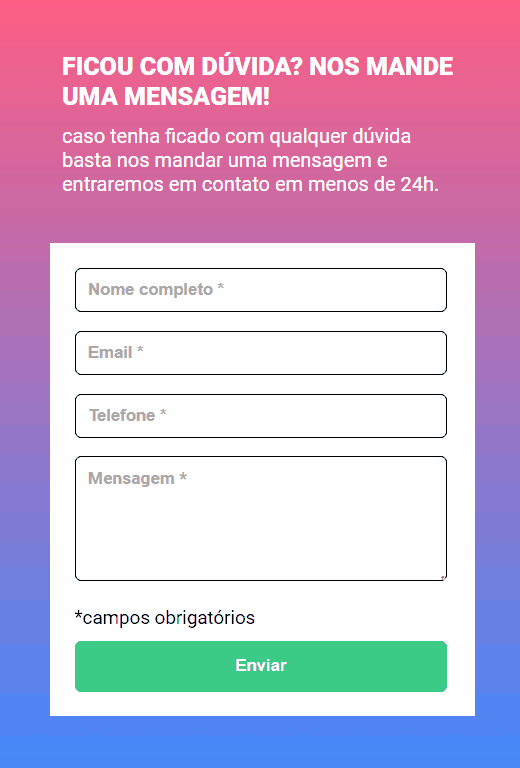 FICOU COM DÚVIDA? NOS MANDE
UMA MENSAGEM!
caso tenha ficado com qualquer dúvida
basta nos mandar uma mensagem e
entraremos em contato em menos de 24h.
Nome completo *
Email *
Telefone *
Mensagem *
*campos obrigatórios
Enviar